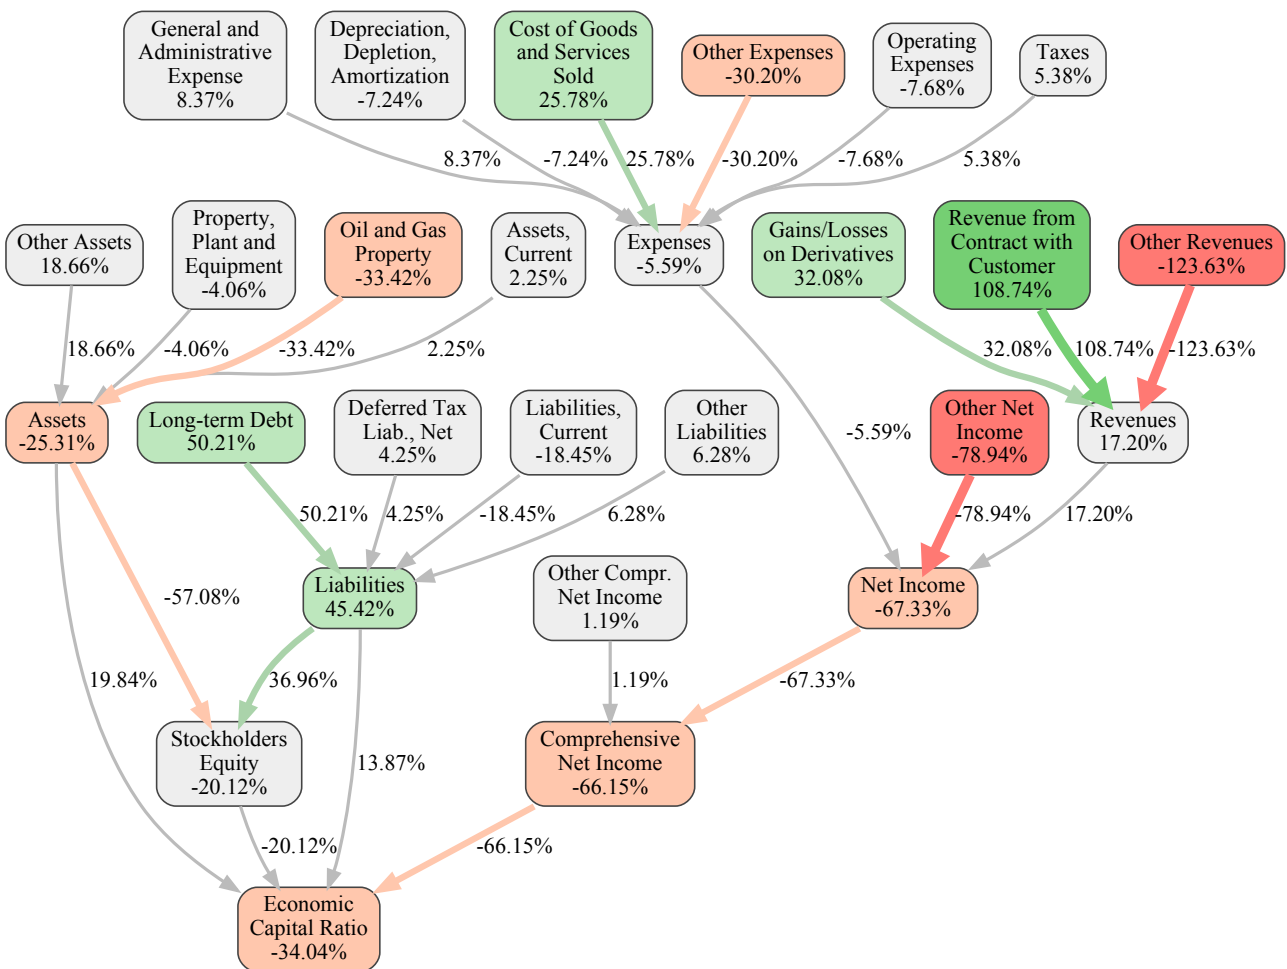 General and
Administrative
Expense
8.37%
Depreciation,
Depletion,
Amortization
-7.24%
Cost of Goods
and Services
Sold
25.78%
Other Expenses
-30.20%
Operating
Expenses
-7.68%
Taxes
5.38%
8.37%
-7.24%
25.78%
-30.20%
-7.68%
5.38%
Other Assets
18.66%
Property,
Plant and
Equipment
-4.06%
Oil and Gas
Property
-33.42%
Assets,
Current
2.25%
Expenses
-5.59%
Gains/Losses
on Derivatives
32.08%
Revenue from
Contract with
Customer
108.74%
Other Revenues
-123.63%
18.66%
-4.06%
-33.42%
2.25%
32.08%
108.74%
-123.63%
Assets
-25.31%
Long-term Debt
50.21%
Deferred Tax
Liab., Net
4.25%
Liabilities,
Current
-18.45%
Other
Liabilities
6.28%
-5.59%
Other Net
Income
-78.94%
Revenues
17.20%
50.21%
4.25%
-18.45%
6.28%
-78.94%
17.20%
-57.08%
Liabilities
45.42%
Other Compr.
Net Income
1.19%
Net Income
-67.33%
19.84%
36.96%
1.19%
-67.33%
Stockholders
Equity
-20.12%
13.87%
Comprehensive
Net Income
-66.15%
-20.12%
-66.15%
Economic
Capital Ratio
-34.04%